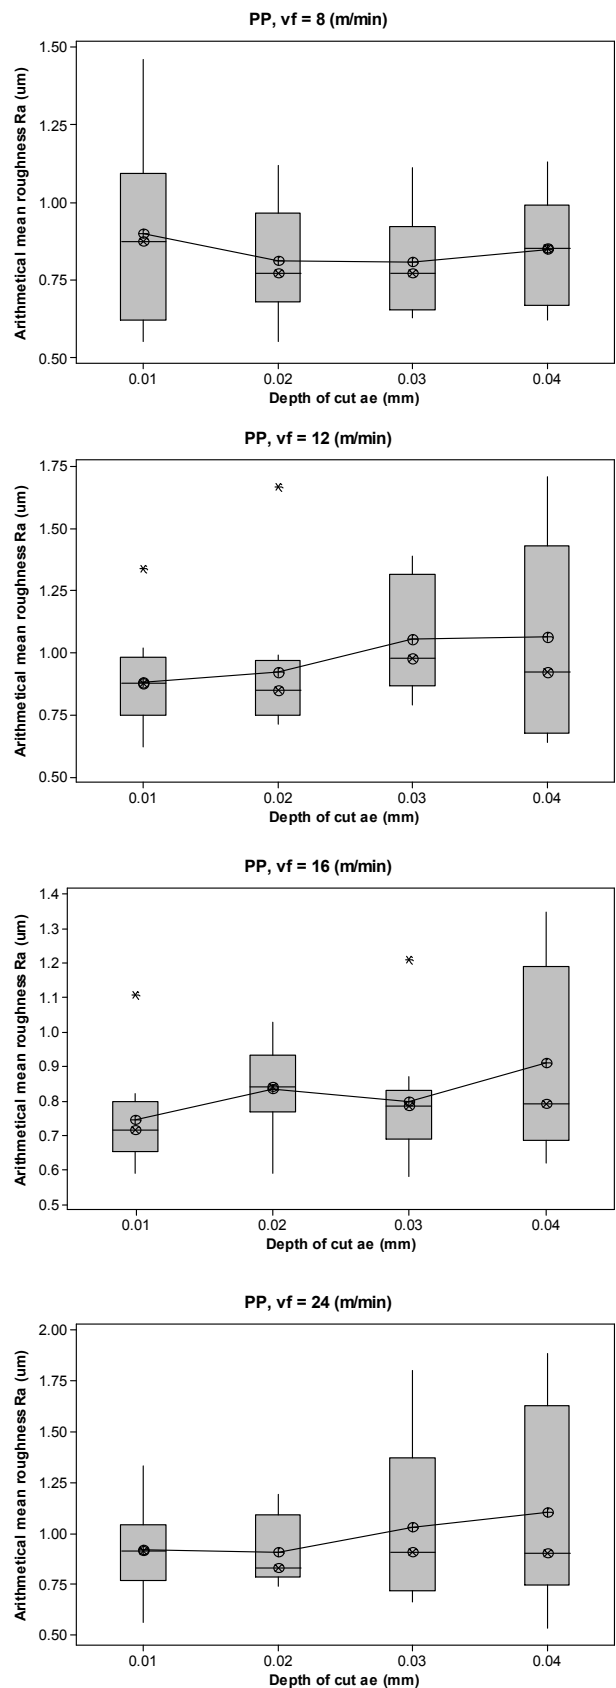 PP, vf = 8 (m/min)
1.50
1.25
1.00
0.75
0.50
Arithmetical mean roughness Ra (um)
0.01 0.02 0.03 0.04
Depth of cut ae (mm)
PP, vf = 12 (m/min)
1.75
1.50
1.25
1.00
0.75
0.50
Arithmetical mean roughness Ra (um)
0.01 0.02 0.03 0.04
Depth of cut ae (mm)
PP, vf = 16 (m/min)
1.4
1.3
1.2
1.1
1.0
0.9
0.8
0.7
0.6
0.5
Arithmetical mean roughness Ra (um)
0.01 0.02 0.03 0.04
Depth of cut ae (mm)
PP, vf = 24 (m/min)
2.00
1.75
1.50
1.25
1.00
0.75
0.50
Arithmetical mean roughness Ra (um)
0.01 0.02 0.03 0.04
Depth of cut ae (mm)